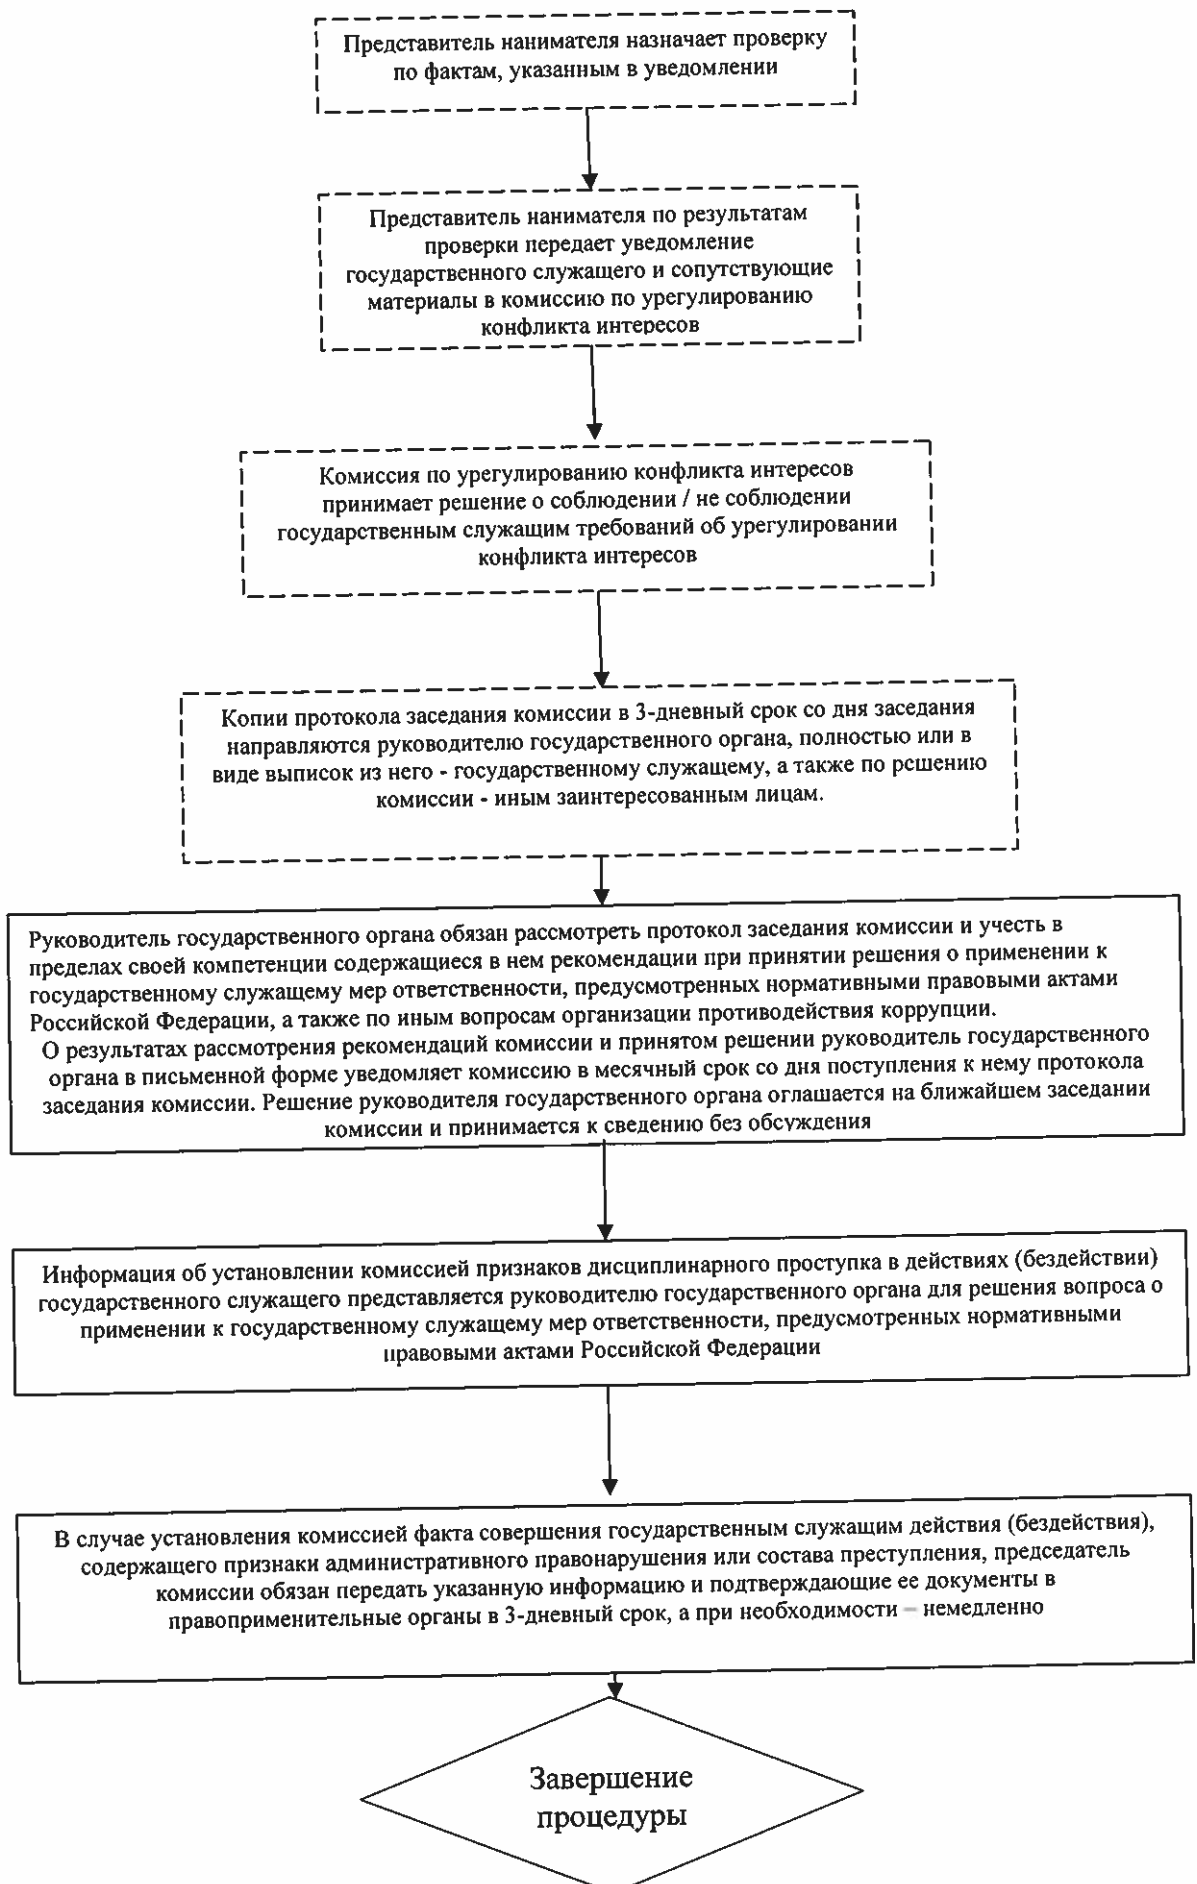 Представитель нанимателя назначает проверку
по фактам, указанным в уведомлении
Представитель нанимателя по результатам
проверки передает уведомление
государственного служащего и сопутствующие
материалы в комиссию по урегулированию
конфликта интересов
Комиссия по урегулированию конфликта интересов
принимает решение о соблюдении / не соблюдении
государственным служащим требований об урегулировании
конфликта интересов
Копии протокола заседания комиссии в 3-дневный срок со дня заседания
направляются руководителю государственного органа, полностью или в
виде выписок из него - государственному служащему, а также по решению
комиссии - иным заинтересованным лицам.
Руководитель государственного органа обязан рассмотреть протокол заседания комиссии и учесть в
пределах своей компетенции содержащиеся в нем рекомендации при принятии решения о применении к
государственному служащему мер ответственности, предусмотренных нормативными правовыми актами
Российской Федерации, а также по иным вопросам организации противодействия коррупции.
О результатах рассмотрения рекомендаций комиссии и принятом решении руководитель государственного
органа в письменной форме уведомляет комиссию в месячный срок со дня поступления к нему протокола
заседания комиссии. Решение руководителя государственного органа оглашается на ближайшем заседании
комиссии и принимается к сведению без обсуждения
Информация об установлении комиссией признаков дисциплинарного проступка в действиях (бездействии)
государственного служащего представляется руководителю государственного органа для решения вопроса о
применении к государственному служащему мер ответственности, предусмотренных нормативными
правовыми актами Российской Федерации
В случае установления комиссией факта совершения государственным служащим действия (бездействия),
содержащего признаки административного правонарушения или состава преступления, председатель
комиссии обязан передать указанную информацию и подтверждающие ее документы в
правоприменительные органы в 3-дневный срок, а при необходимости – немедленно
Завершение
процедуры